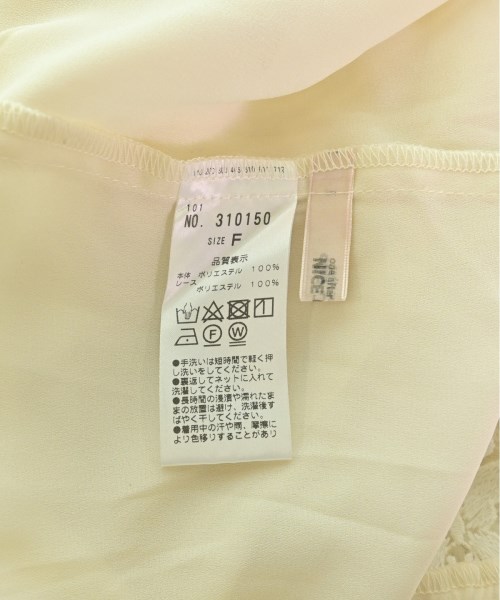 101
NO. 310150
SIZE F
品質表示
本体 ポリエステル 100%
レース
ポリエステル 100%
F W
●手洗いは短時間で軽く押
し洗いをしてください。
●裏返してネットに入れて
洗濯してください。
●長時間の浸漬や濡れたま
まの放置は避け、洗濯後す
ばやく干してください。
●着用中の汗や雨、摩擦に
より色移りすることがあり
NICE